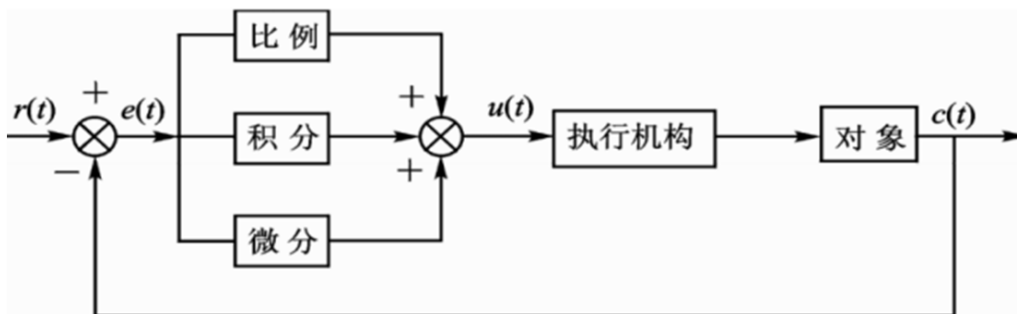 比例
+
r(t)
e(t)
+
u(t)
c(t)
积分
执行机构
对象
−
+
微分